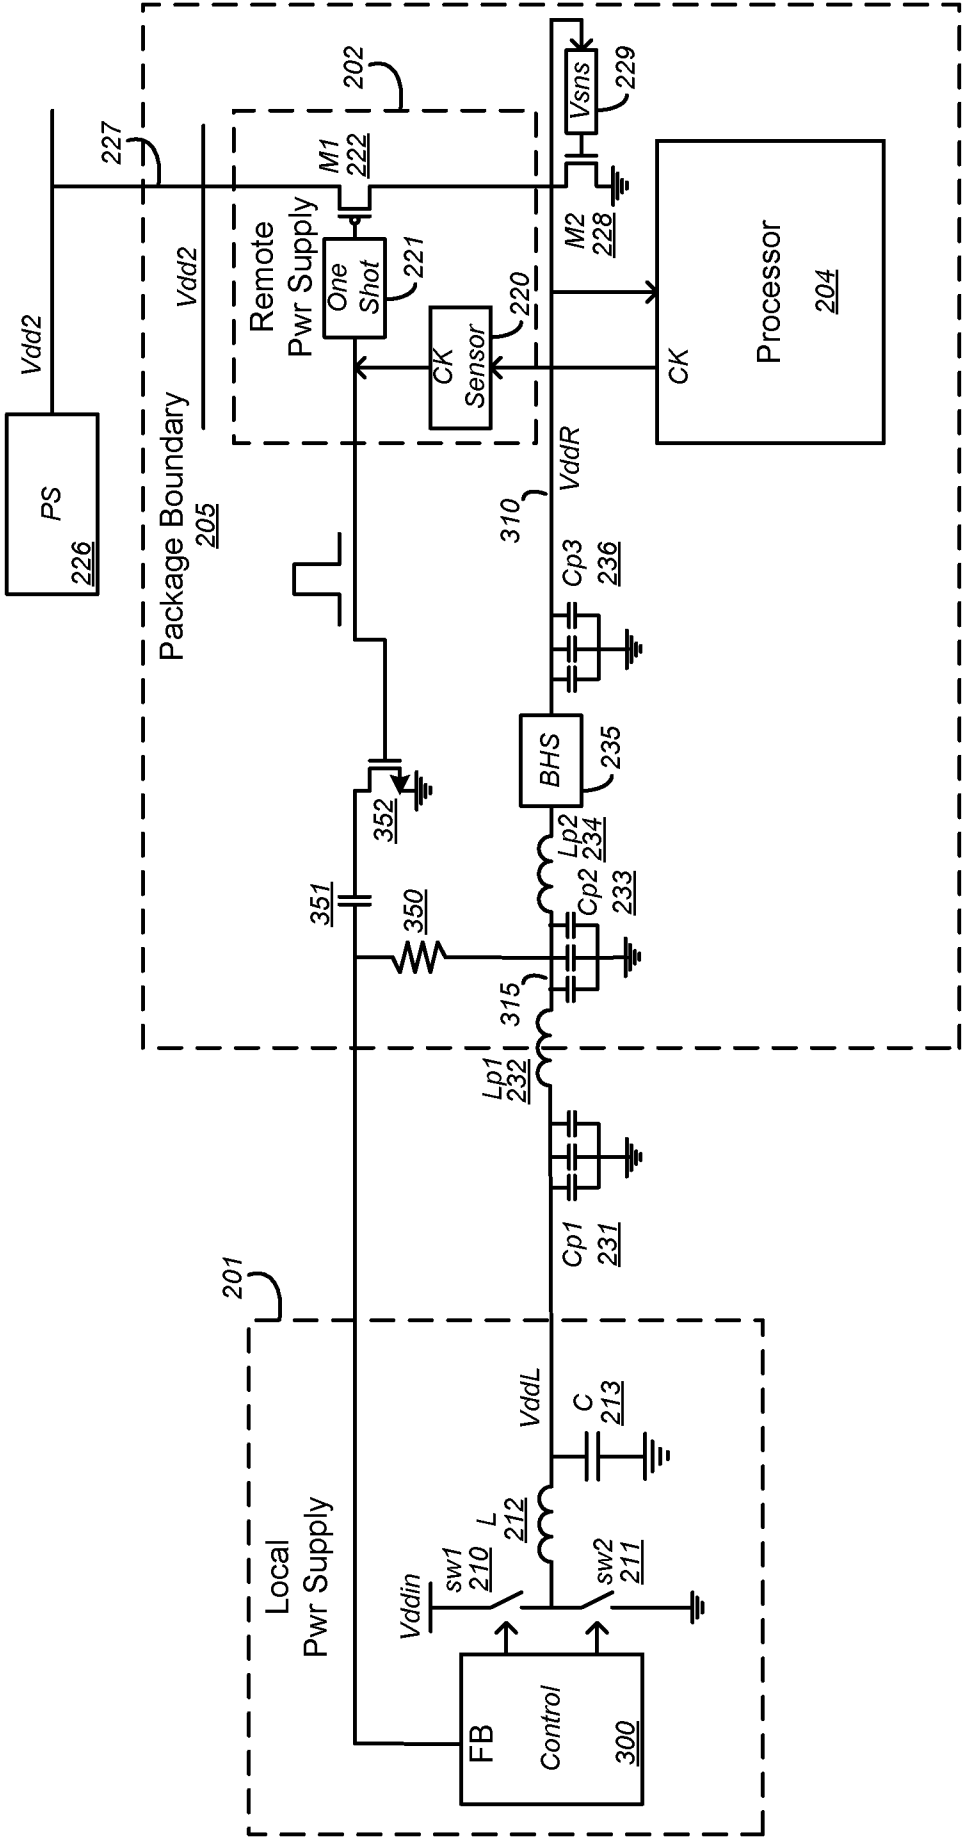 PS
226
Vdd2
227
Package Boundary
205
Vdd2
202
Remote
Pwr Supply
M1
222
One
Shot
221
CK
Sensor
220
Vsns
229
M2
228
Processor
204
CK
VddR
310
Cp3
236
BHS
235
Lp2
234
Cp2
233
352
351
350
315
Lp1
232
Cp1
231
201
Local
Pwr Supply
VddL
C
213
L
212
Vddin
sw1
210
sw2
211
FB
Control
300